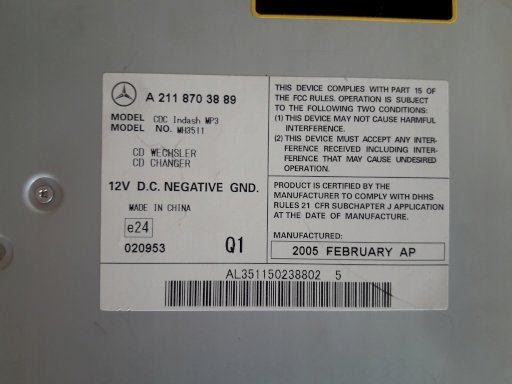 A 211 870 38 89
MODEL CDC Indash MP3
MODEL NO. MH3511
CD WECHSLER
CD CHANGER
12V D.C. NEGATIVE GND.
MADE IN CHINA
e24
020953 Q1
THIS DEVICE COMPLIES WITH PART 15 OF
THE FCC RULES. OPERATION IS SUBJECT
TO THE FOLLOWING TWO CONDITIONS:
(1) THIS DEVICE MAY NOT CAUSE HARMFUL
INTERFERENCE.
(2) THIS DEVICE MUST ACCEPT ANY INTER-
FERENCE RECEIVED INCLUDING INTER-
FERENCE THAT MAY CAUSE UNDESIRED
OPERATION.
PRODUCT IS CERTIFIED BY THE
MANUFACTURER TO COMPLY WITH DHHS
RULES 21 CFR SUBCHAPTER J APPLICATION
AT THE DATE OF MANUFACTURE.
MANUFACTURED:
2005 FEBRUARY AP
AL351150238802 5